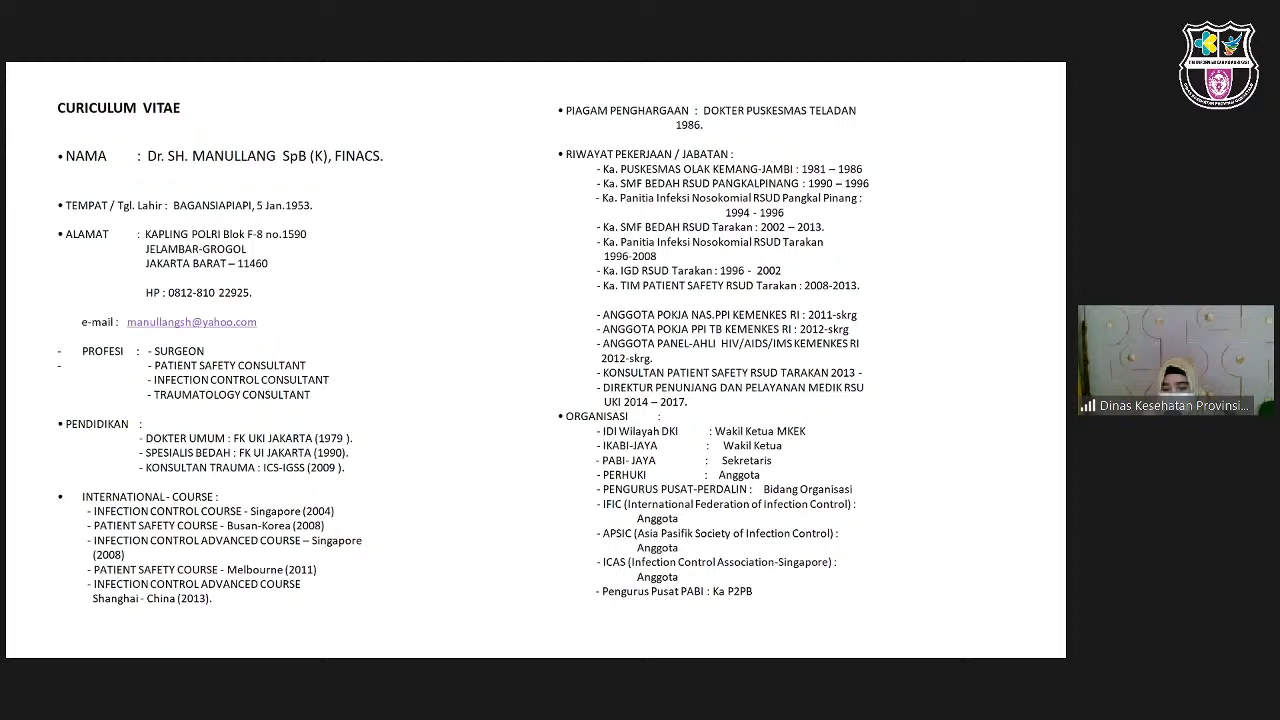 CURICULUM VITAE
• NAMA : Dr. SH. MANULLANG SpB (K), FINACS.
• TEMPAT / Tgl. Lahir : BAGANSIAPIAPI, 5 Jan.1953.
• ALAMAT : KAPLING POLRI Blok F-8 no.1590
JELAMBAR-GROGOL
JAKARTA BARAT – 11460
HP : 0812-810 22925.
e-mail : manullangsh@yahoo.com
- PROFESI : - SURGEON
- - PATIENT SAFETY CONSULTANT
- INFECTION CONTROL CONSULTANT
- TRAUMATOLOGY CONSULTANT
• PENDIDIKAN :
- DOKTER UMUM : FK UKI JAKARTA (1979 ).
- SPESIALIS BEDAH : FK UI JAKARTA (1990).
- KONSULTAN TRAUMA : ICS-IGSS (2009 ).
• INTERNATIONAL- COURSE :
- INFECTION CONTROL COURSE - Singapore (2004)
- PATIENT SAFETY COURSE - Busan-Korea (2008)
- INFECTION CONTROL ADVANCED COURSE – Singapore
(2008)
- PATIENT SAFETY COURSE - Melbourne (2011)
- INFECTION CONTROL ADVANCED COURSE
Shanghai - China (2013).
• PIAGAM PENGHARGAAN : DOKTER PUSKESMAS TELADAN
1986.
• RIWAYAT PEKERJAAN / JABATAN :
- Ka. PUSKESMAS OLAK KEMANG-JAMBI : 1981 – 1986
- Ka. SMF BEDAH RSUD PANGKALPINANG : 1990 – 1996
- Ka. Panitia Infeksi Nosokomial RSUD Pangkal Pinang :
1994 - 1996
- Ka. SMF BEDAH RSUD Tarakan : 2002 – 2013.
- Ka. Panitia Infeksi Nosokomial RSUD Tarakan
1996-2008
- Ka. IGD RSUD Tarakan : 1996 - 2002
- Ka. TIM PATIENT SAFETY RSUD Tarakan : 2008-2013.
- ANGGOTA POKJA NAS.PPI KEMENKES RI : 2011-skrg
- ANGGOTA POKJA PPI TB KEMENKES RI : 2012-skrg
- ANGGOTA PANEL-AHLI HIV/AIDS/IMS KEMENKES RI
2012-skrg.
- KONSULTAN PATIENT SAFETY RSUD TARAKAN 2013 -
- DIREKTUR PENUNJANG DAN PELAYANAN MEDIK RSU
UKI 2014 – 2017.
• ORGANISASI :
- IDI Wilayah DKI : Wakil Ketua MKEK
- IKABI-JAYA : Wakil Ketua
- PABI- JAYA : Sekretaris
- PERHUKI : Anggota
- PENGURUS PUSAT-PERDALIN : Bidang Organisasi
- IFIC (International Federation of Infection Control) :
Anggota
- APSIC (Asia Pasifik Society of Infection Control) :
Anggota
- ICAS (Infection Control Association-Singapore) :
Anggota
- Pengurus Pusat PABI : Ka P2PB
Dinas Kesehatan Provinsi...